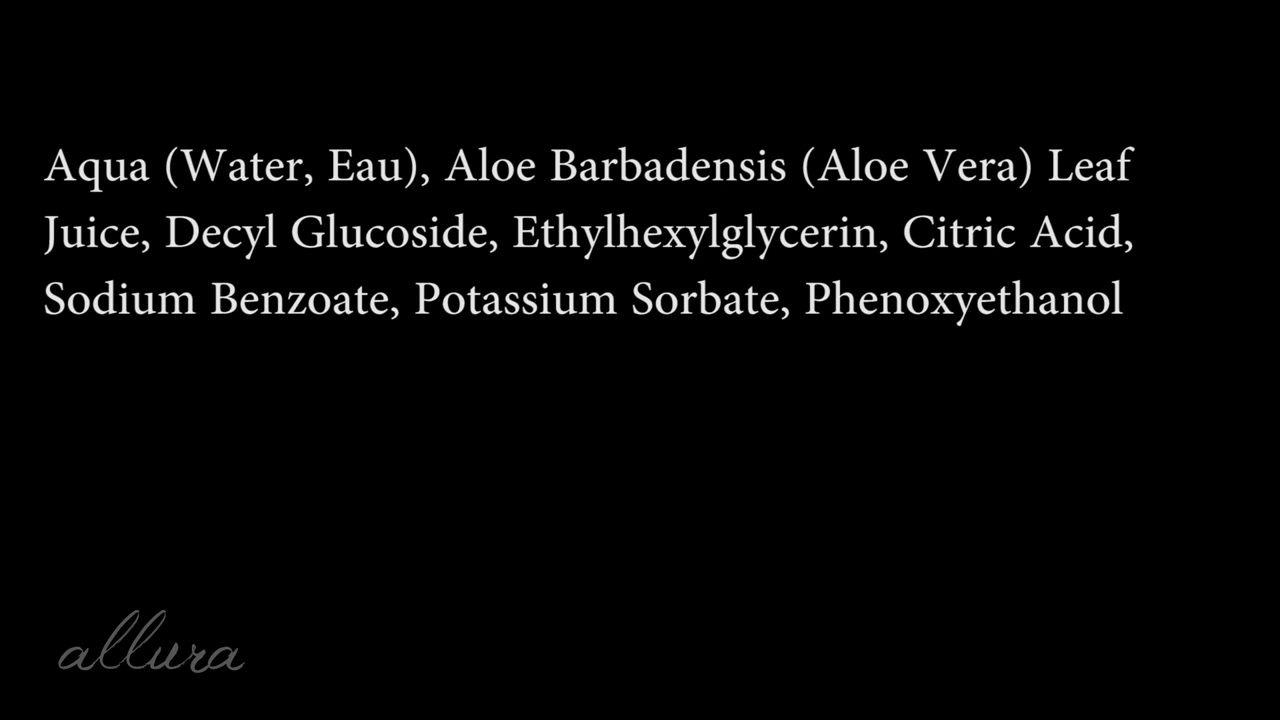 Aqua (Water, Eau), Aloe Barbadensis (Aloe Vera) Leaf
Juice, Decyl Glucoside, Ethylhexylglycerin, Citric Acid,
Sodium Benzoate, Potassium Sorbate, Phenoxyethanol
allura